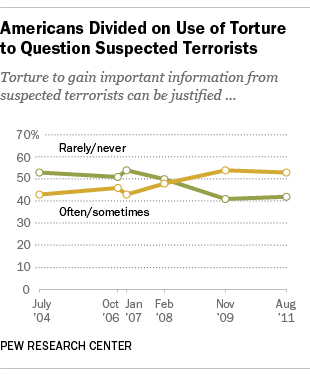 Americans Divided on Use of Torture
to Question Suspected Terrorists
Torture to gain important information from
suspected terrorists can be justified ...
70%
Rarely/never
60
50
40
Often/sometimes
30
20
10
0
July Oct Jan Feb Nov Aug
'04 '06 '07 '08 '09 '11
PEW RESEARCH CENTER